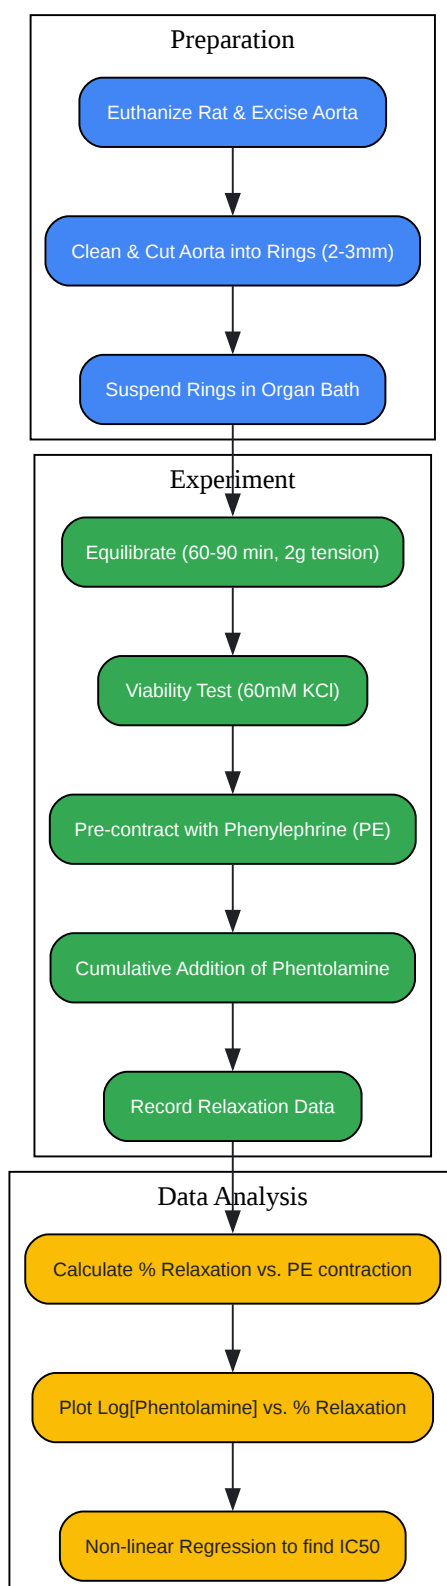 Preparation
Euthanize Rat & Excise Aorta
Clean & Cut Aorta into Rings (2-3mm)
Suspend Rings in Organ Bath
Experiment
Equilibrate (60-90 min, 2g tension)
Viability Test (60mM KCl)
Pre-contract with Phenylephrine (PE)
Cumulative Addition of Phentolamine
Record Relaxation Data
Data Analysis
Calculate % Relaxation vs. PE contraction
Plot Log[Phentolamine] vs. % Relaxation
Non-linear Regression to find IC50